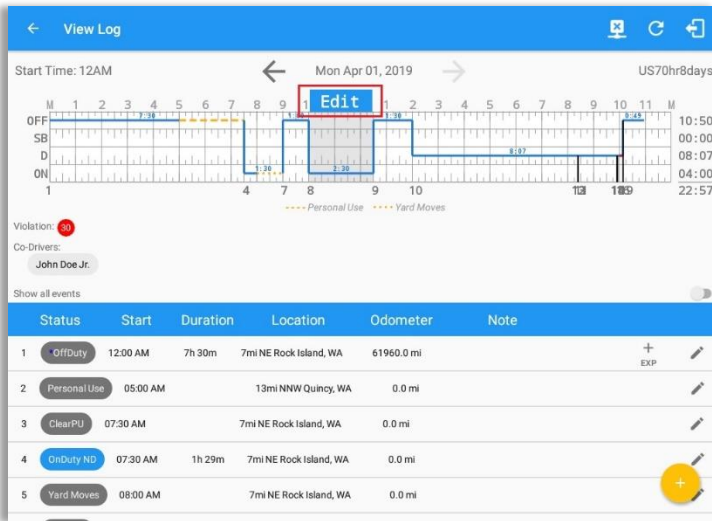 View Log
Start Time: 12AM Mon Apr 01, 2019 US70hr8days
Edit
M 1 2 3 4 5 6 7 8 9 1 1 2 3 4 5 6 7 8 9 10 11 M
OFF 7:30 1:30 1:30 0:49 10:50
SB 00:00
D 8:07 08:07
ON 1:30 2:30 04:00
1 4 7 8 9 10 22:57
Personal Use Yard Moves
Violation: 30
Co-Drivers:
John Doe Jr.
Show all events
Status Start Duration Location Odometer Note
1 *OffDuty 12:00 AM 7h 30m 7mi NE Rock Island, WA 61960.0 mi + EXP
2 Personal Use 05:00 AM 13mi NNW Quincy, WA 0.0 mi
3 ClearPU 07:30 AM 7mi NE Rock Island, WA 0.0 mi
4 OnDuty ND 07:30 AM 1h 29m 7mi NE Rock Island, WA 0.0 mi
5 Yard Moves 08:00 AM 7mi NE Rock Island, WA 0.0 mi
+